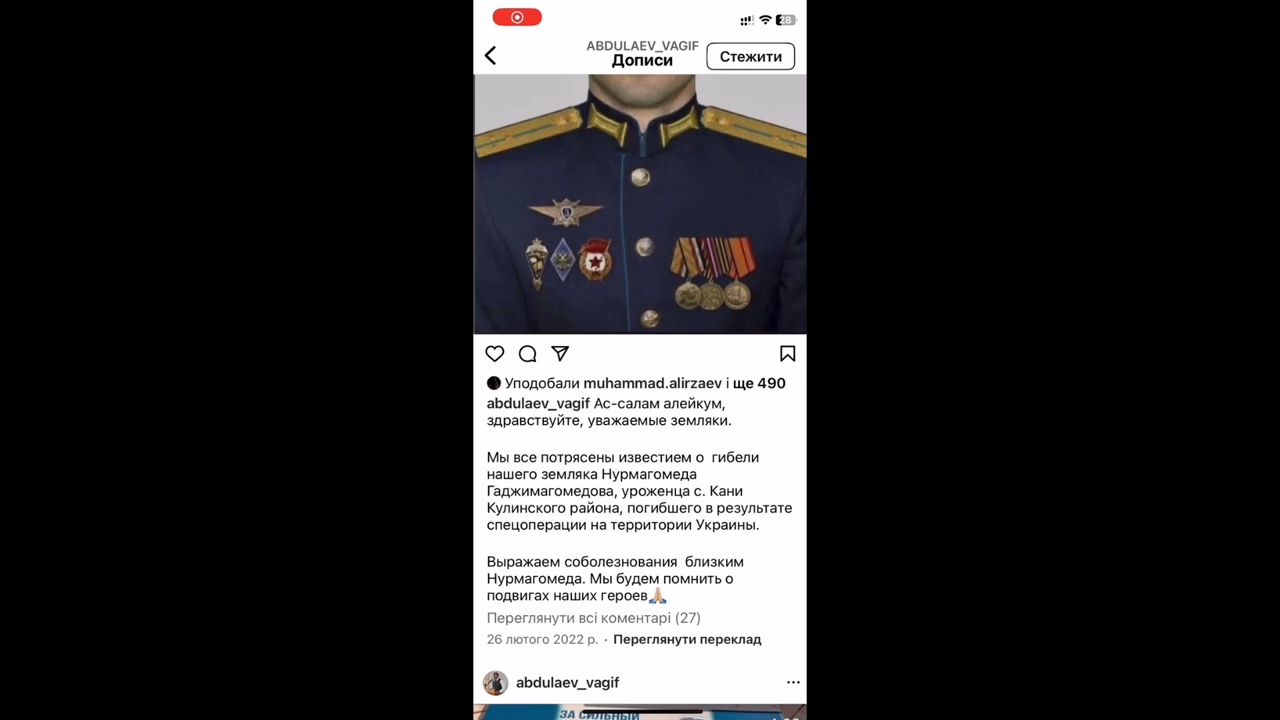 28
ABDULAEV_VAGIF
Дописи
Стежити
Уподобали muhammad.alirzaev і ще 490
abdulaev_vagif Ас-салам алейкум,
здравствуйте, уважаемые земляки.
Мы все потрясены известием о  гибели
нашего земляка Нурмагомеда
Гаджимагомедова, уроженца с. Кани
Кулинского района, погибшего в результате
спецоперации на территории Украины.
Выражаем соболезнования  близким
Нурмагомеда. Мы будем помнить о
подвигах наших героев🙏🏼
Переглянути всі коментарі (27)
26 лютого 2022 р. · Переглянути переклад
abdulaev_vagif
ЗА СИЛЬНЫЙ